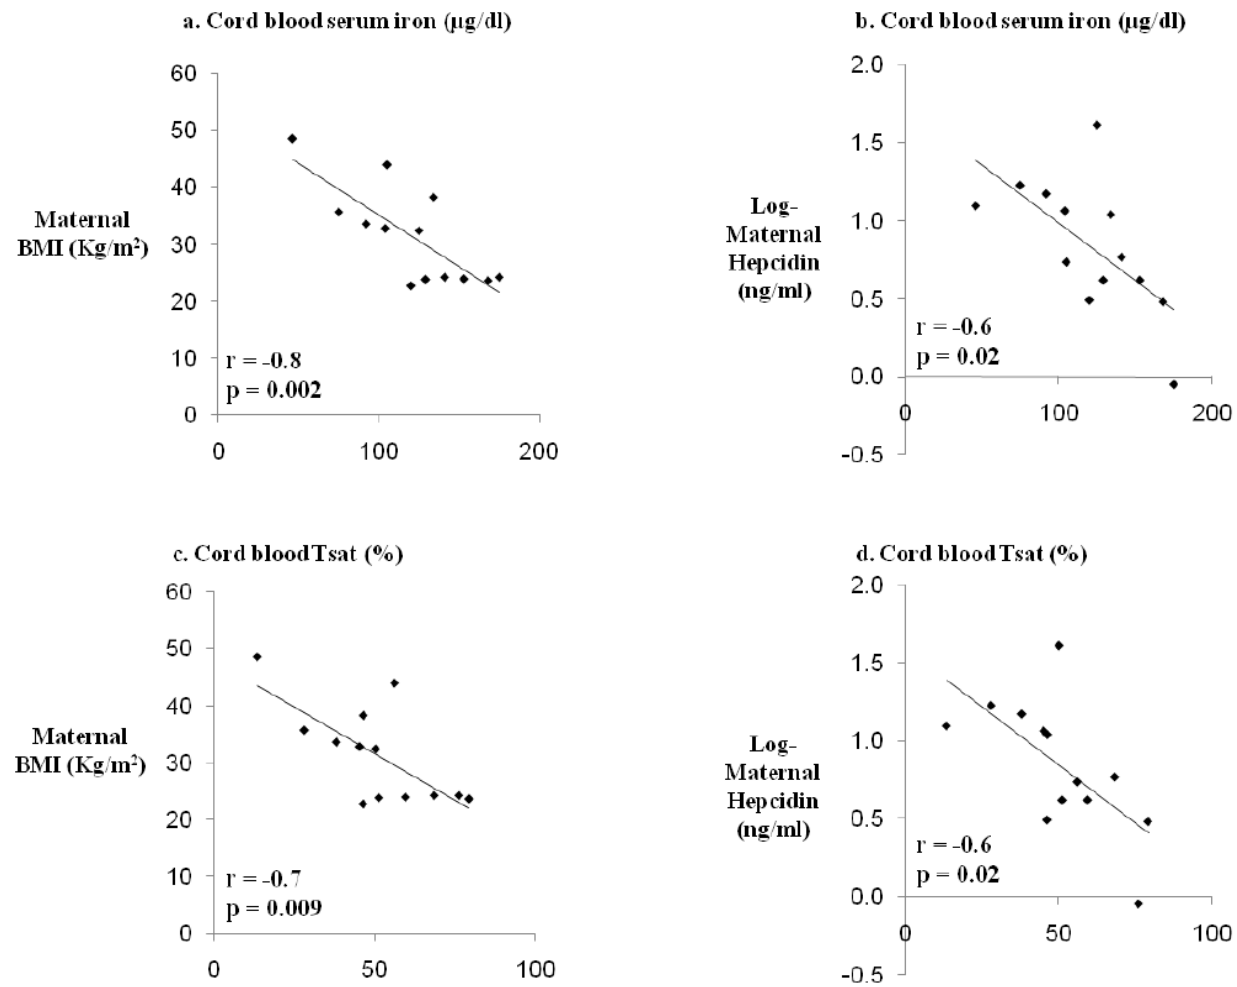 a. Cord blood serum iron (µg/dl)
60
50
40
30
20
10
0
Maternal
BMI (Kg/m²)
r = -0.8
p = 0.002
0 100 200
b. Cord blood serum iron (µg/dl)
2.0
1.5
1.0
0.5
0.0
-0.5
Log-
Maternal
Hepcidin
(ng/ml)
r = -0.6
p = 0.02
0 100 200
c. Cord blood Tsat (%)
60
50
40
30
20
10
0
Maternal
BMI (Kg/m²)
r = -0.7
p = 0.009
0 50 100
d. Cord blood Tsat (%)
2.0
1.5
1.0
0.5
0.0
-0.5
Log-
Maternal
Hepcidin
(ng/ml)
r = -0.6
p = 0.02
0 50 100